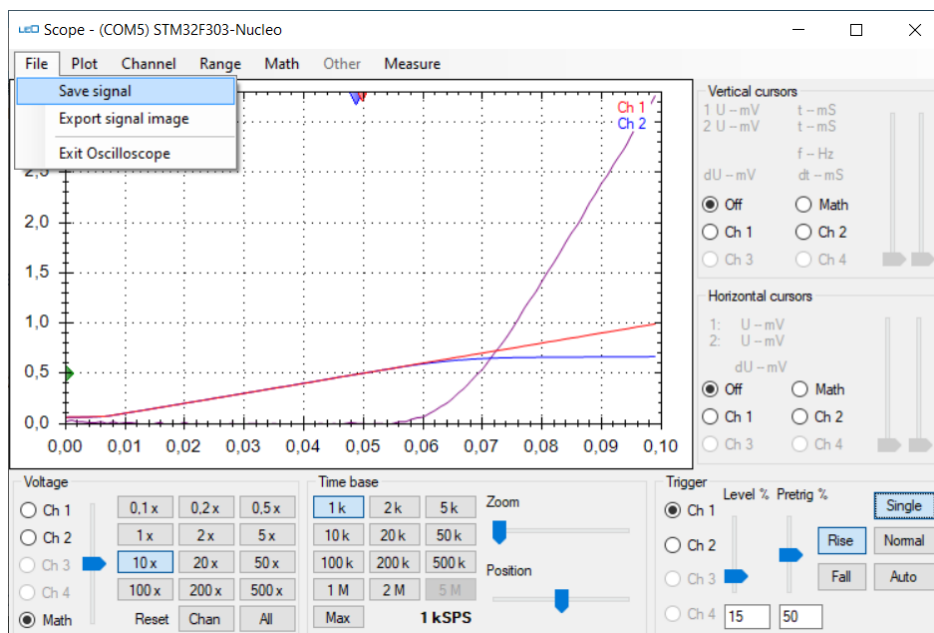 LEO Scope - (COM5) STM32F303-Nucleo
File Plot Channel Range Math Other Measure
Save signal
Export signal image
Exit Oscilloscope
Ch 1
Ch 2
2,5
2,0
1,5
1,0
0,5
0,0
0,00 0,01 0,02 0,03 0,04 0,05 0,06 0,07 0,08 0,09 0,10
Vertical cursors
1 U – mV t – mS
2 U – mV t – mS
f – Hz
dU – mV dt – mS
Off Math
Ch 1 Ch 2
Ch 3 Ch 4
Horizontal cursors
1: U – mV
2: U – mV
dU – mV
Off Math
Ch 1 Ch 2
Ch 3 Ch 4
Voltage
Ch 1 0,1 x 0,2 x 0,5 x
Ch 2 1 x 2 x 5 x
Ch 3 10 x 20 x 50 x
Ch 4 100 x 200 x 500 x
Math Reset Chan All
Time base
1 k 2 k 5 k
10 k 20 k 50 k
100 k 200 k 500 k
1 M 2 M 5 M
Max 1 kSPS
Zoom
Position
Trigger
Level % Pretrig %
Ch 1 Single
Ch 2 Rise Normal
Ch 3 Fall Auto
Ch 4 15 50